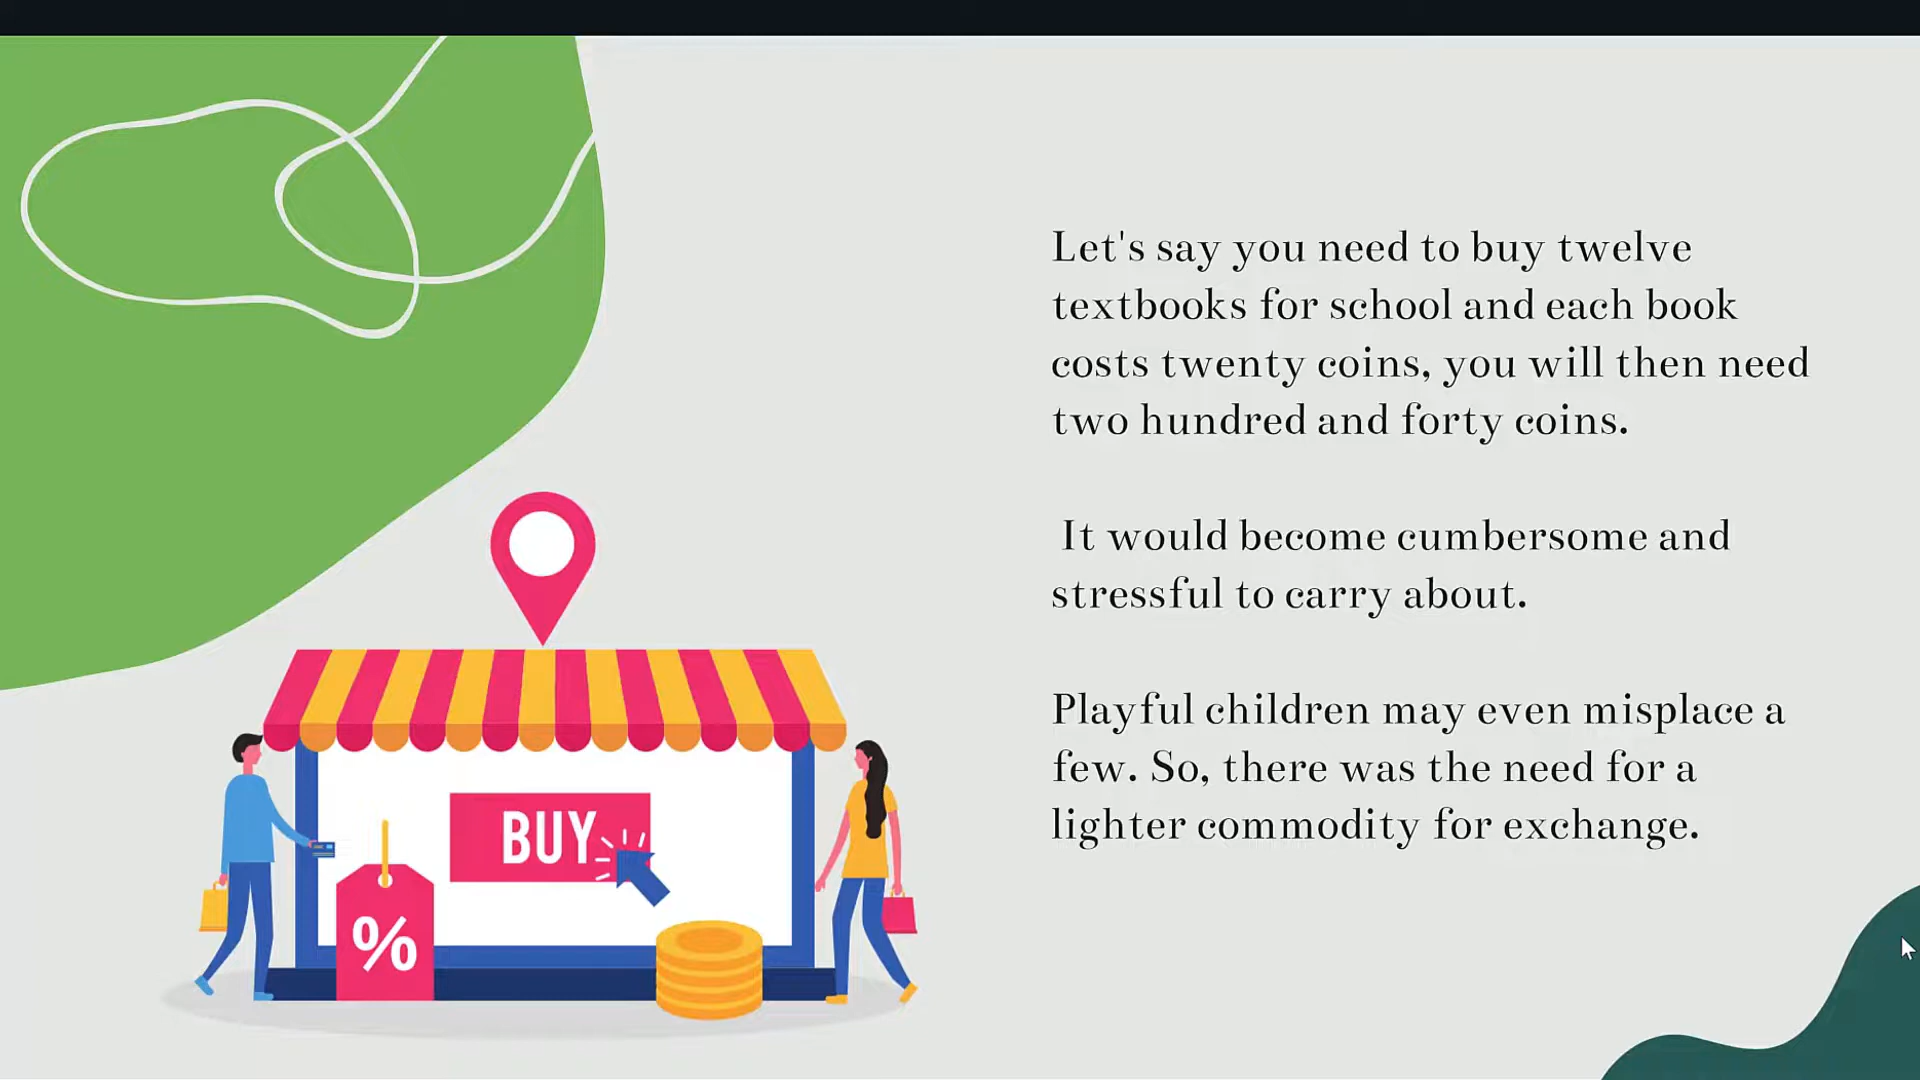 Let's say you need to buy twelve
textbooks for school and each book
costs twenty coins, you will then need
two hundred and forty coins.
It would become cumbersome and
stressful to carry about.
Playful children may even misplace a
few. So, there was the need for a
lighter commodity for exchange.
BUY
%